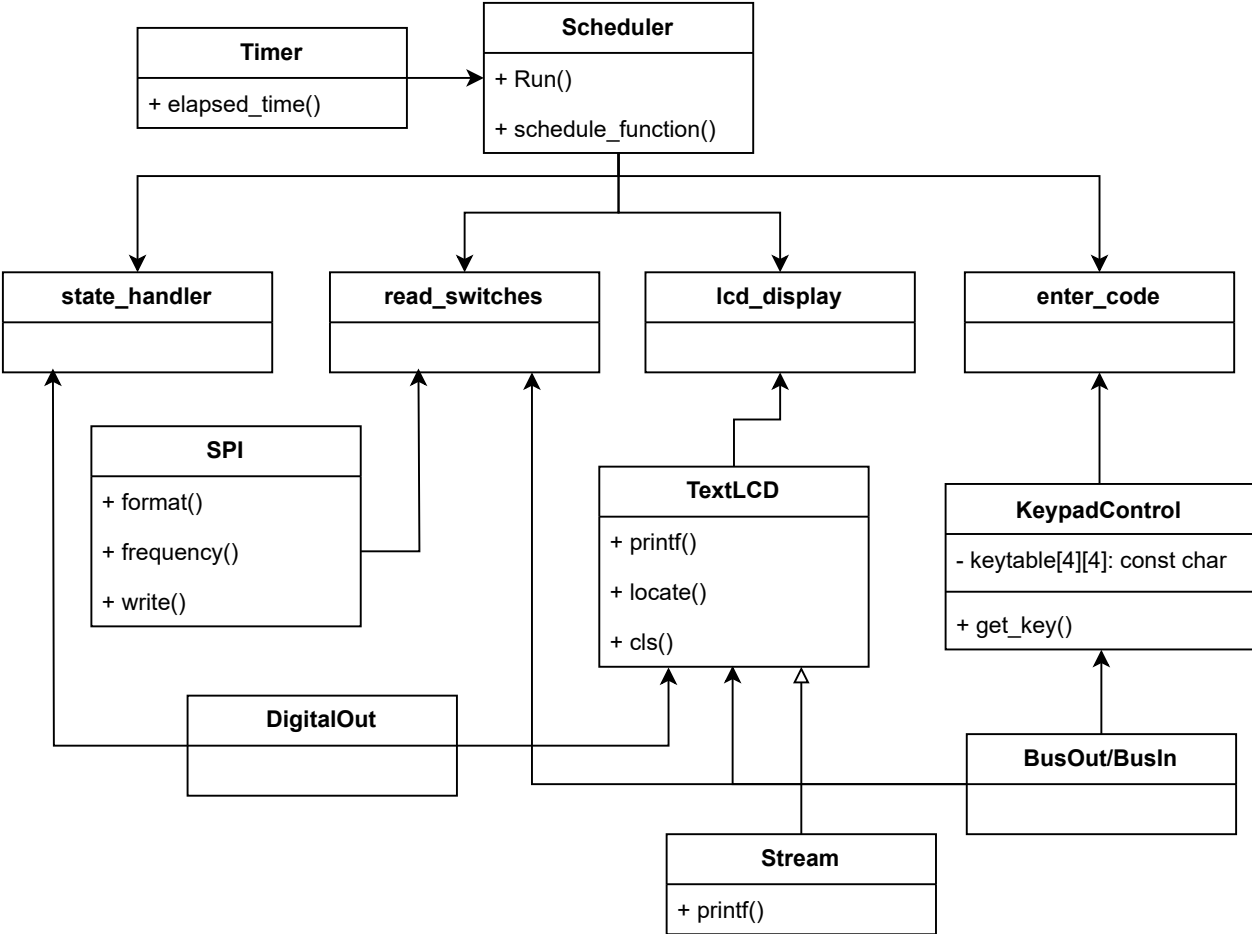 Scheduler
+ Run()
+ schedule_function()
Timer
+ elapsed_time()
state_handler
read_switches
lcd_display
enter_code
SPI
+ format()
+ frequency()
+ write()
TextLCD
+ printf()
+ locate()
+ cls()
KeypadControl
- keytable[4][4]: const char
+ get_key()
DigitalOut
BusOut/BusIn
Stream
+ printf()